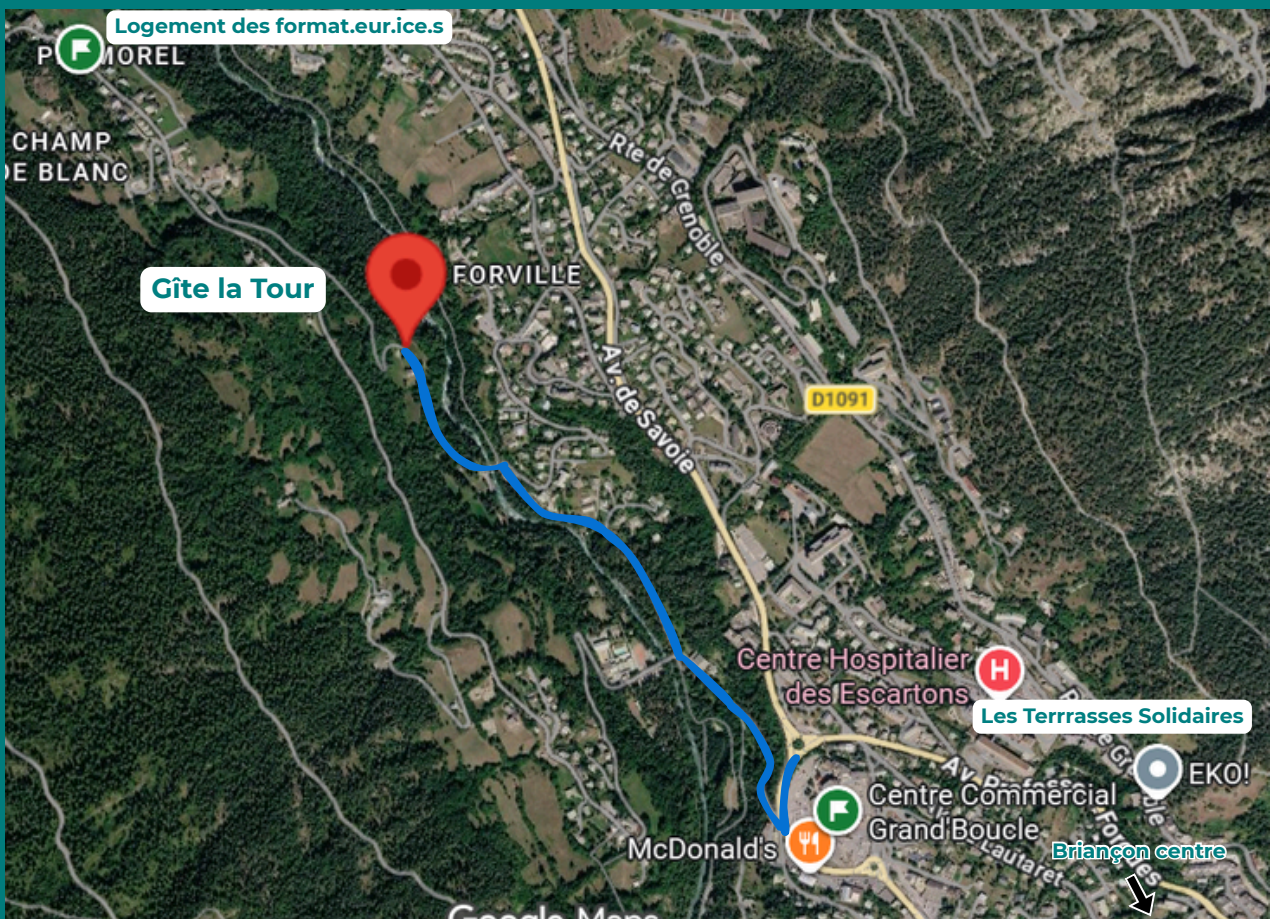 Logement des format.eur.ice.s
MOREL
CHAMP
DE BLANC
Rte de Grenoble
Gîte la Tour
FORVILLE
Av. de Savoie
D1091
Centre Hospitalier
des Escartons
H
Les Terrrasses Solidaires
EKO!
Av.
Centre Commercial
Grand'Boucle
McDonald's
Lautaret
Briançon centre
Google Maps